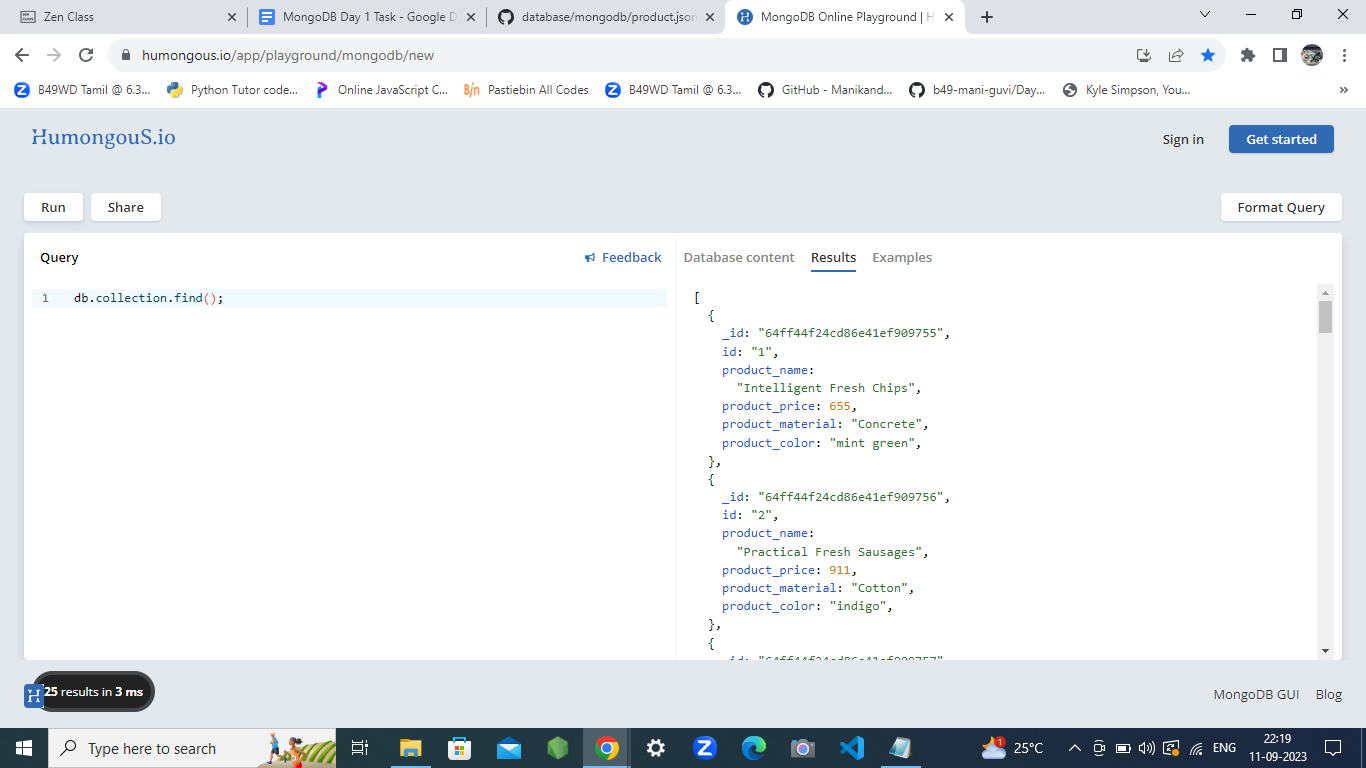 Zen Class
MongoDB Day 1 Task - Google D
database/mongodb/product.json
MongoDB Online Playground | H
humongous.io/app/playground/mongodb/new
B49WD Tamil @ 6.3...
Python Tutor code...
Online JavaScript C...
Pastiebin All Codes
B49WD Tamil @ 6.3...
GitHub - Manikand...
b49-mani-guvi/Day...
Kyle Simpson, You...
»
HumongouS.io
Sign in
Get started
Run
Share
Format Query
Query
Feedback
Database content
Results
Examples
1 db.collection.find();
[
{
_id: "64ff44f24cd86e41ef909755",
id: "1",
product_name:
"Intelligent Fresh Chips",
product_price: 655,
product_material: "Concrete",
product_color: "mint green",
},
{
_id: "64ff44f24cd86e41ef909756",
id: "2",
product_name:
"Practical Fresh Sausages",
product_price: 911,
product_material: "Cotton",
product_color: "indigo",
},
{
_id: "64ff44f24cd86e41ef909757",
H
25 results in 3 ms
MongoDB GUI
Blog
Type here to search
1
25°C
ENG
22:19
11-09-2023